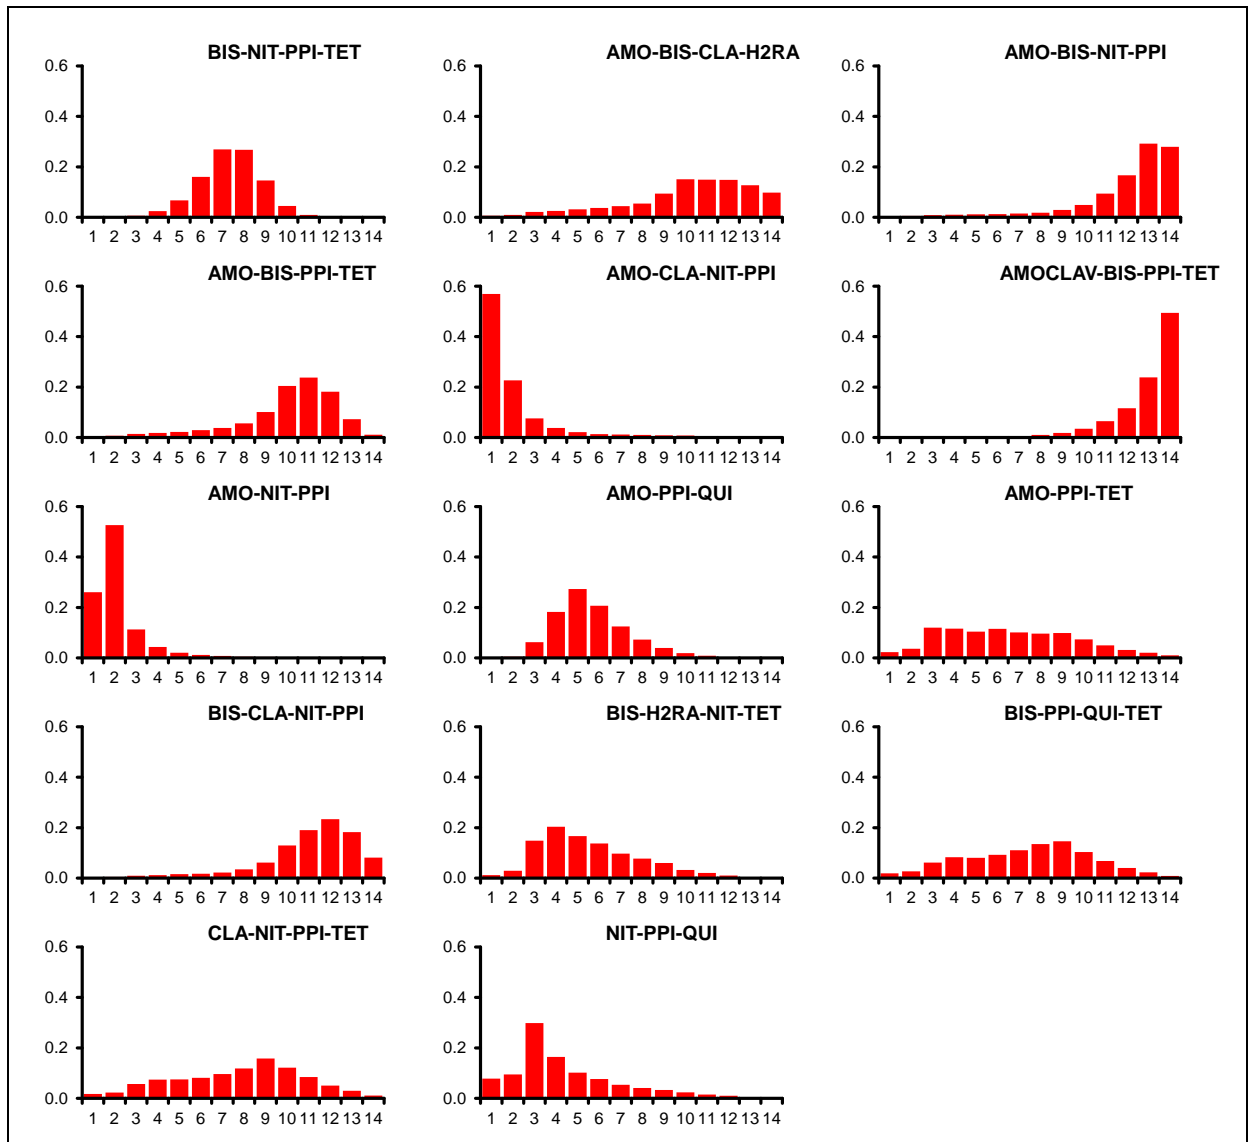 BIS-NIT-PPI-TET
0.6
0.4
0.2
0.0
1 2 3 4 5 6 7 8 9 10 11 12 13 14
AMO-BIS-CLA-H2RA
0.6
0.4
0.2
0.0
1 2 3 4 5 6 7 8 9 10 11 12 13 14
AMO-BIS-NIT-PPI
0.6
0.4
0.2
0.0
1 2 3 4 5 6 7 8 9 10 11 12 13 14
AMO-BIS-PPI-TET
0.6
0.4
0.2
0.0
1 2 3 4 5 6 7 8 9 10 11 12 13 14
AMO-CLA-NIT-PPI
0.6
0.4
0.2
0.0
1 2 3 4 5 6 7 8 9 10 11 12 13 14
AMOCLAV-BIS-PPI-TET
0.6
0.4
0.2
0.0
1 2 3 4 5 6 7 8 9 10 11 12 13 14
AMO-NIT-PPI
0.6
0.4
0.2
0.0
1 2 3 4 5 6 7 8 9 10 11 12 13 14
AMO-PPI-QUI
0.6
0.4
0.2
0.0
1 2 3 4 5 6 7 8 9 10 11 12 13 14
AMO-PPI-TET
0.6
0.4
0.2
0.0
1 2 3 4 5 6 7 8 9 10 11 12 13 14
BIS-CLA-NIT-PPI
0.6
0.4
0.2
0.0
1 2 3 4 5 6 7 8 9 10 11 12 13 14
BIS-H2RA-NIT-TET
0.6
0.4
0.2
0.0
1 2 3 4 5 6 7 8 9 10 11 12 13 14
BIS-PPI-QUI-TET
0.6
0.4
0.2
0.0
1 2 3 4 5 6 7 8 9 10 11 12 13 14
CLA-NIT-PPI-TET
0.6
0.4
0.2
0.0
1 2 3 4 5 6 7 8 9 10 11 12 13 14
NIT-PPI-QUI
0.6
0.4
0.2
0.0
1 2 3 4 5 6 7 8 9 10 11 12 13 14